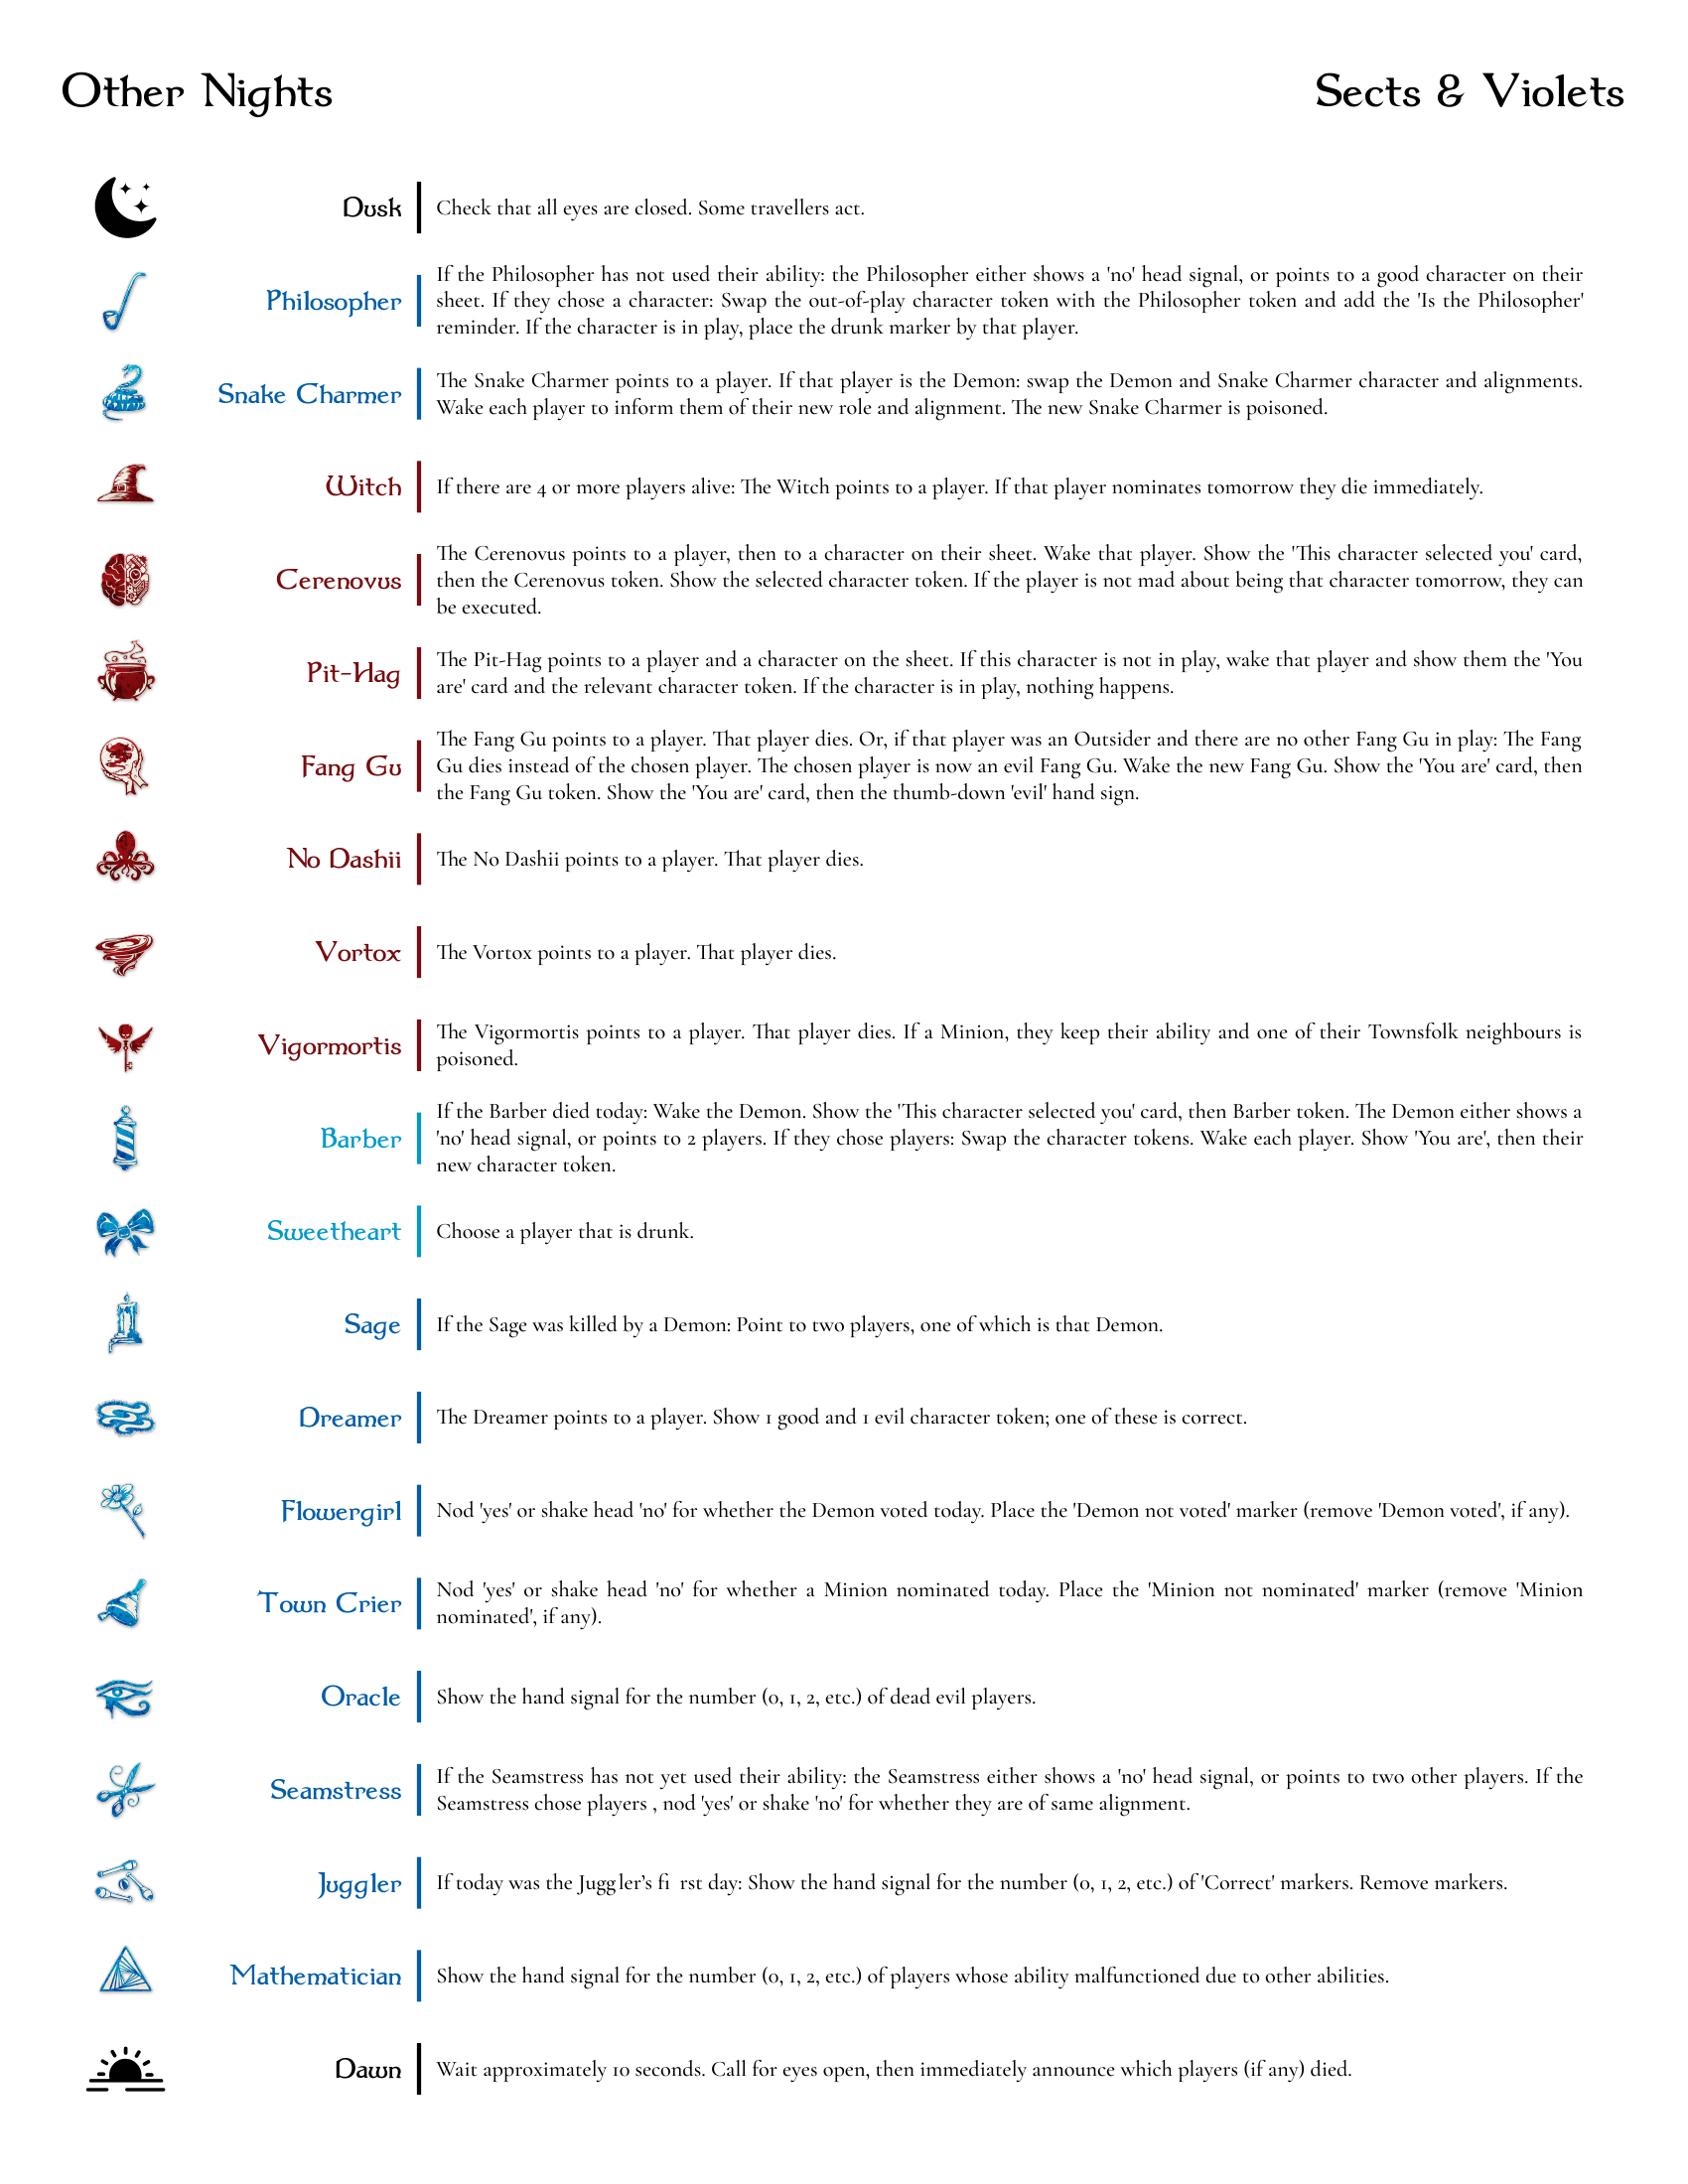 Other Nights
Sects & Violets
Dusk
Check that all eyes are closed. Some travellers act.
Philosopher
If the Philosopher has not used their ability: the Philosopher either shows a 'no' head signal, or points to a good character on their
sheet. If they chose a character: Swap the out-of-play character token with the Philosopher token and add the 'Is the Philosopher'
reminder. If the character is in play, place the drunk marker by that player.
Snake Charmer
The Snake Charmer points to a player. If that player is the Demon: swap the Demon and Snake Charmer character and alignments.
Wake each player to inform them of their new role and alignment. The new Snake Charmer is poisoned.
Witch
If there are 4 or more players alive: The Witch points to a player. If that player nominates tomorrow they die immediately.
Cerenovus
The Cerenovus points to a player, then to a character on their sheet. Wake that player. Show the 'This character selected you' card,
then the Cerenovus token. Show the selected character token. If the player is not mad about being that character tomorrow, they can
be executed.
Pit-Hag
The Pit-Hag points to a player and a character on the sheet. If this character is not in play, wake that player and show them the 'You
are' card and the relevant character token. If the character is in play, nothing happens.
Fang Gu
The Fang Gu points to a player. That player dies. Or, if that player was an Outsider and there are no other Fang Gu in play: The Fang
Gu dies instead of the chosen player. The chosen player is now an evil Fang Gu. Wake the new Fang Gu. Show the 'You are' card, then
the Fang Gu token. Show the 'You are' card, then the thumb-down 'evil' hand sign.
No Dashii
The No Dashii points to a player. That player dies.
Vortox
The Vortox points to a player. That player dies.
Vigormortis
The Vigormortis points to a player. That player dies. If a Minion, they keep their ability and one of their Townsfolk neighbours is
poisoned.
Barber
If the Barber died today: Wake the Demon. Show the 'This character selected you' card, then Barber token. The Demon either shows a
'no' head signal, or points to 2 players. If they chose players: Swap the character tokens. Wake each player. Show 'You are', then their
new character token.
Sweetheart
Choose a player that is drunk.
Sage
If the Sage was killed by a Demon: Point to two players, one of which is that Demon.
Dreamer
The Dreamer points to a player. Show 1 good and 1 evil character token; one of these is correct.
Flowergirl
Nod 'yes' or shake head 'no' for whether the Demon voted today. Place the 'Demon not voted' marker (remove 'Demon voted', if any).
Town Crier
Nod 'yes' or shake head 'no' for whether a Minion nominated today. Place the 'Minion not nominated' marker (remove 'Minion
nominated', if any).
Oracle
Show the hand signal for the number (0, 1, 2, etc.) of dead evil players.
Seamstress
If the Seamstress has not yet used their ability: the Seamstress either shows a 'no' head signal, or points to two other players. If the
Seamstress chose players , nod 'yes' or shake 'no' for whether they are of same alignment.
Juggler
If today was the Juggler’s fi rst day: Show the hand signal for the number (0, 1, 2, etc.) of 'Correct' markers. Remove markers.
Mathematician
Show the hand signal for the number (0, 1, 2, etc.) of players whose ability malfunctioned due to other abilities.
Dawn
Wait approximately 10 seconds. Call for eyes open, then immediately announce which players (if any) died.